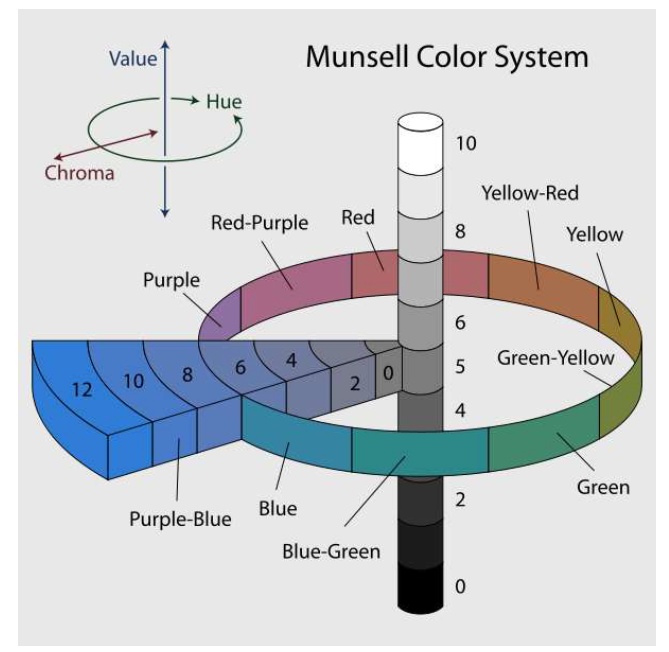 Munsell Color System
Value
Hue
Chroma
10
Yellow-Red
Red-Purple
Red
8
Yellow
Purple
6
Green-Yellow
5
12
10
8
6
4
2
0
4
Green
2
Blue
Purple-Blue
Blue-Green
0